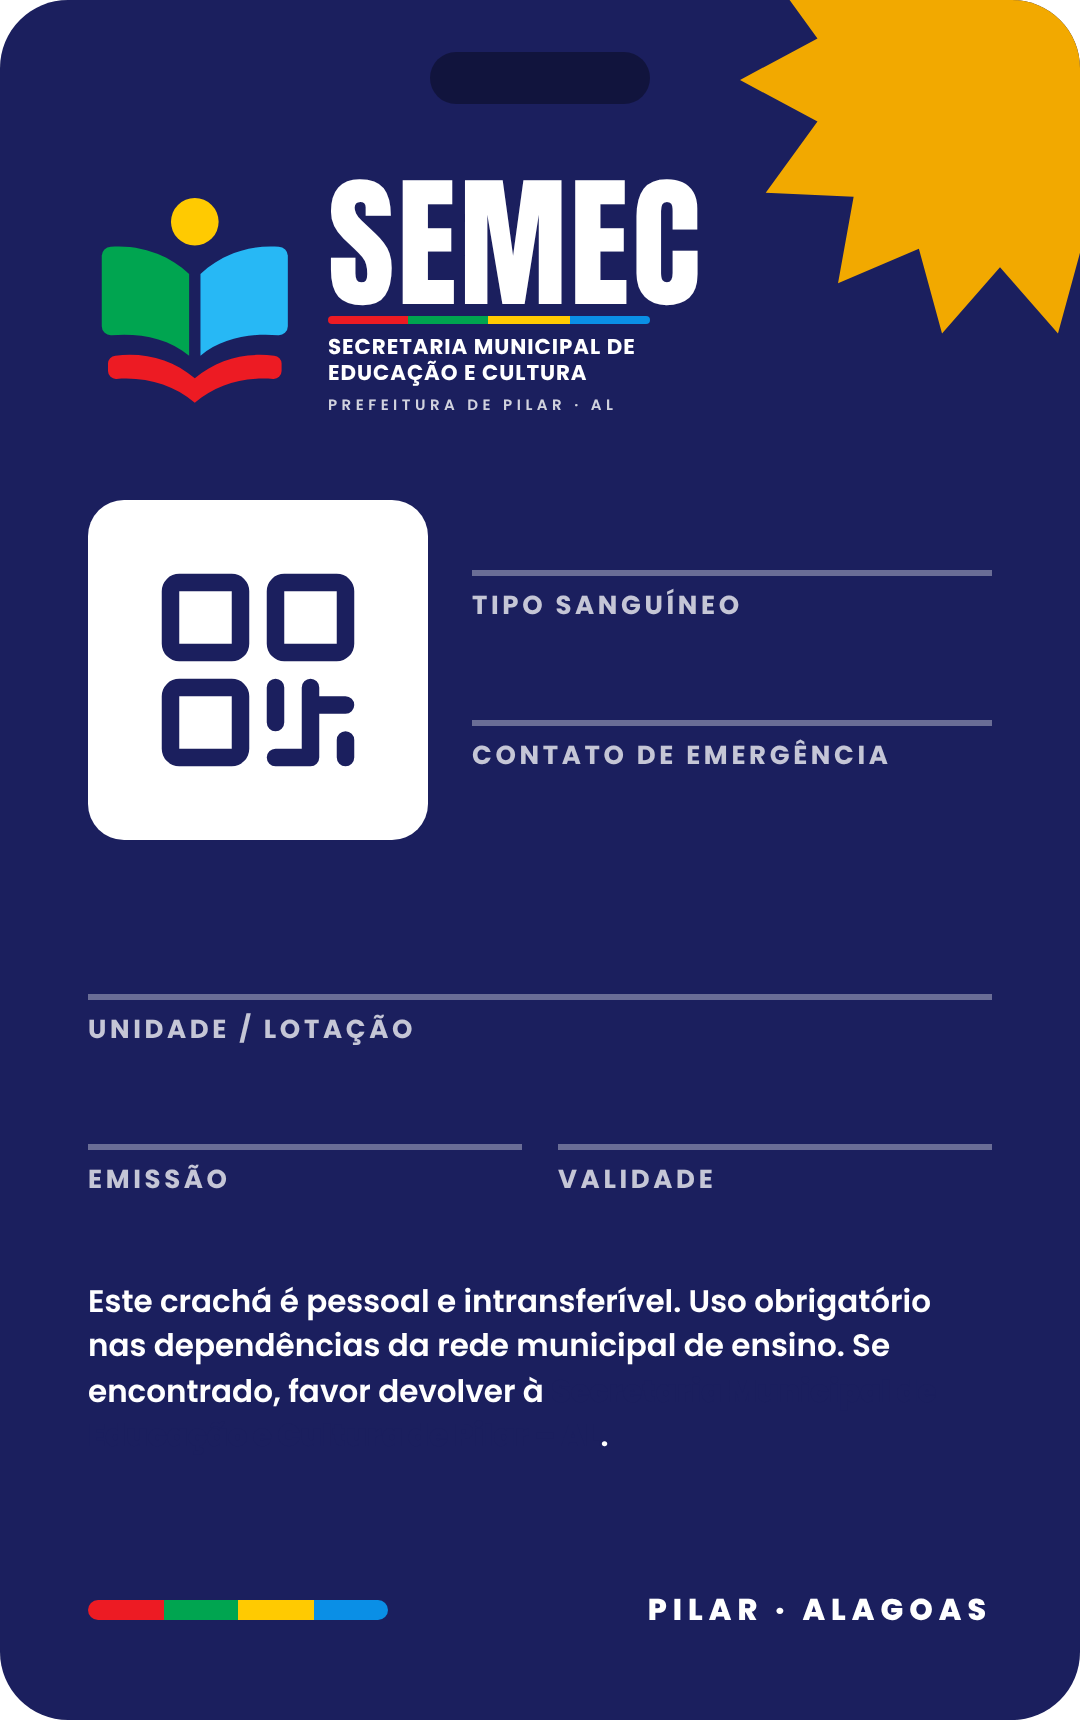 SEMEC
SECRETARIA MUNICIPAL DE
EDUCAÇÃO E CULTURA
PREFEITURA DE PILAR · AL
TIPO SANGUÍNEO
CONTATO DE EMERGÊNCIA
UNIDADE / LOTAÇÃO
EMISSÃO
VALIDADE
Este crachá é pessoal e intransferível. Uso obrigatório
nas dependências da rede municipal de ensino. Se
encontrado, favor devolver à
.
PILAR · ALAGOAS